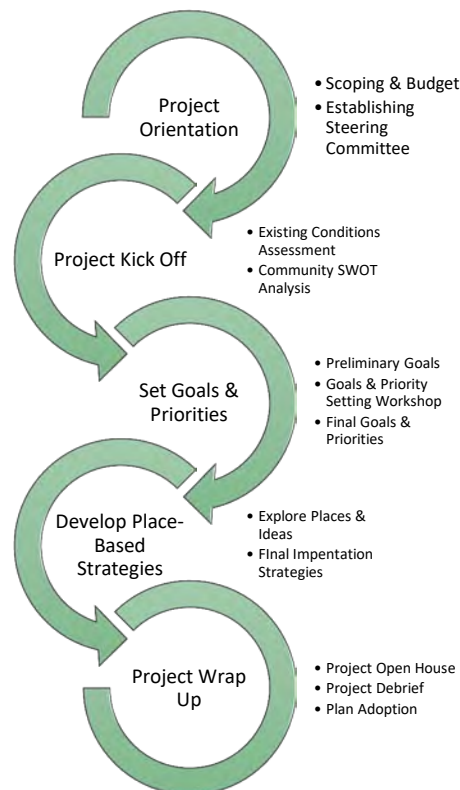 Project
Orientation
• Scoping & Budget
• Establishing
Steering
Committee
Project Kick Off
• Existing Conditions
Assessment
• Community SWOT
Analysis
Set Goals &
Priorities
• Preliminary Goals
• Goals & Priority
Setting Workshop
• Final Goals &
Priorities
Develop Place-
Based
Strategies
• Explore Places &
Ideas
• FInal Impentation
Strategies
Project Wrap
Up
• Project Open House
• Project Debrief
• Plan Adoption